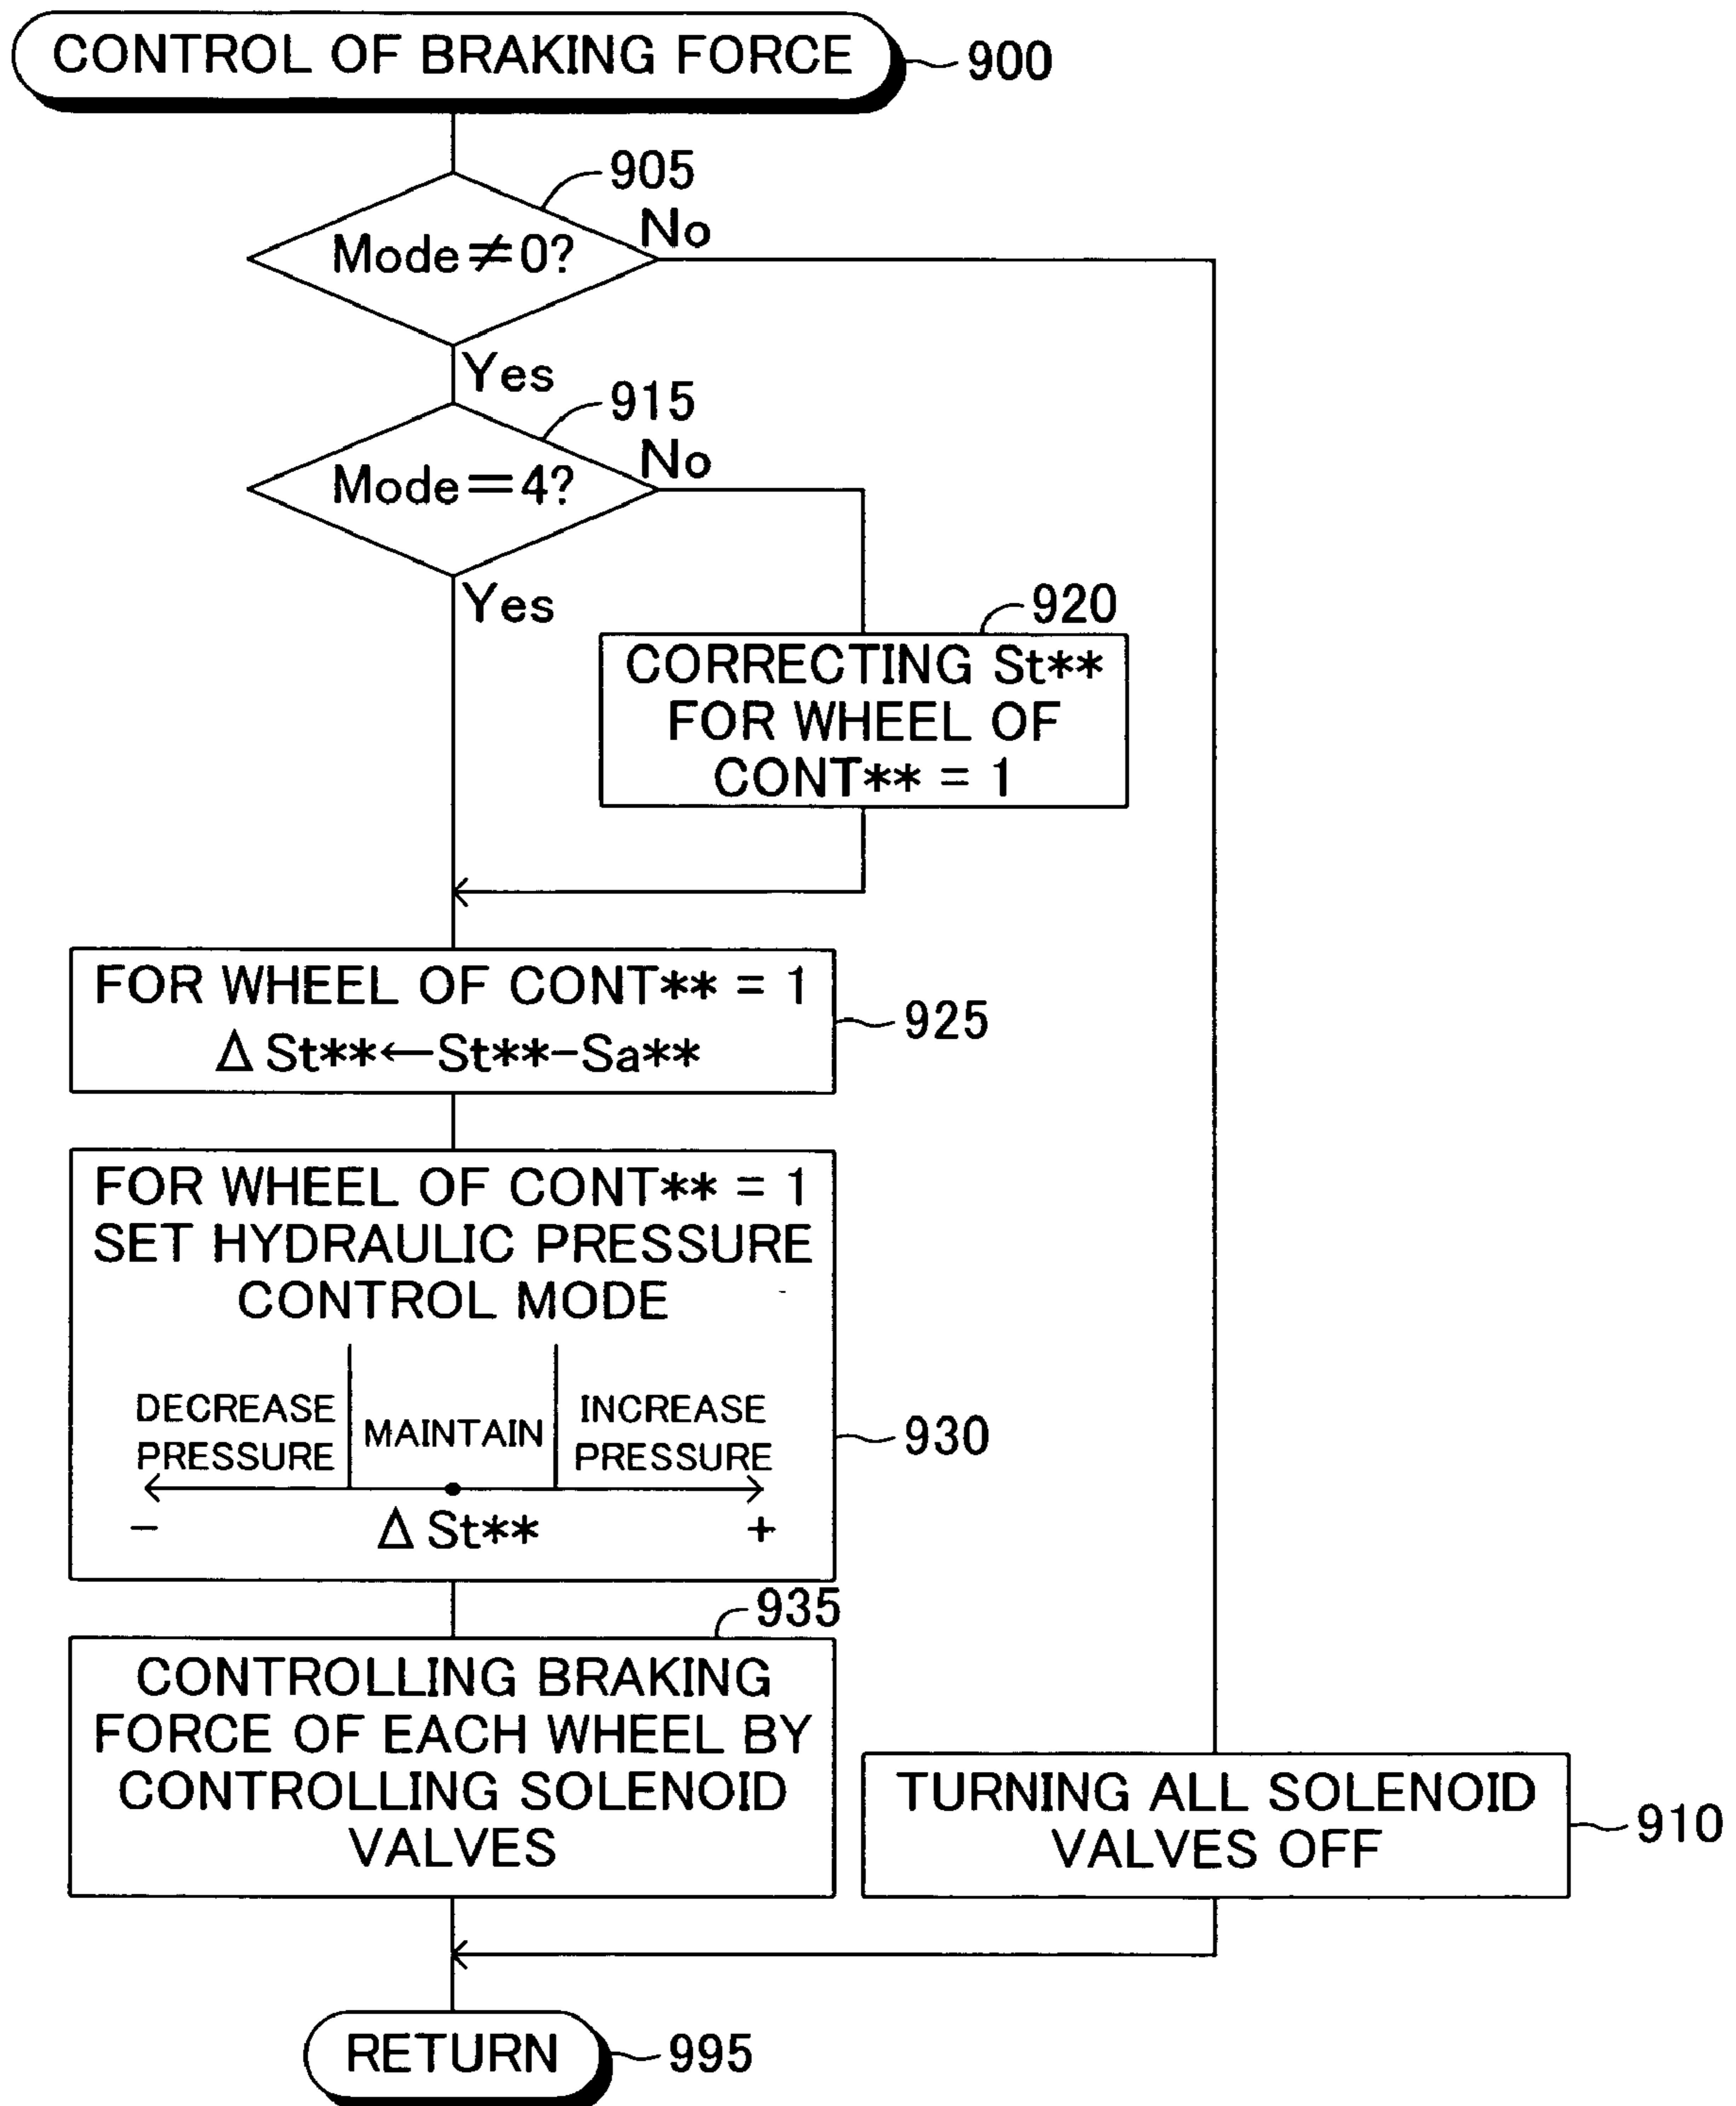 CONTROL OF BRAKING FORCE
900
905
Mode≠0?
No
Yes
915
Mode=4?
No
Yes
920
CORRECTING St**
FOR WHEEL OF
CONT** = 1
FOR WHEEL OF CONT** = 1
Δ St**←St**-Sa**
925
FOR WHEEL OF CONT** = 1
SET HYDRAULIC PRESSURE
CONTROL MODE
DECREASE
PRESSURE
MAINTAIN
INCREASE
PRESSURE
− Δ St** +
930
935
CONTROLLING BRAKING
FORCE OF EACH WHEEL BY
CONTROLLING SOLENOID
VALVES
TURNING ALL SOLENOID
VALVES OFF
910
RETURN
995